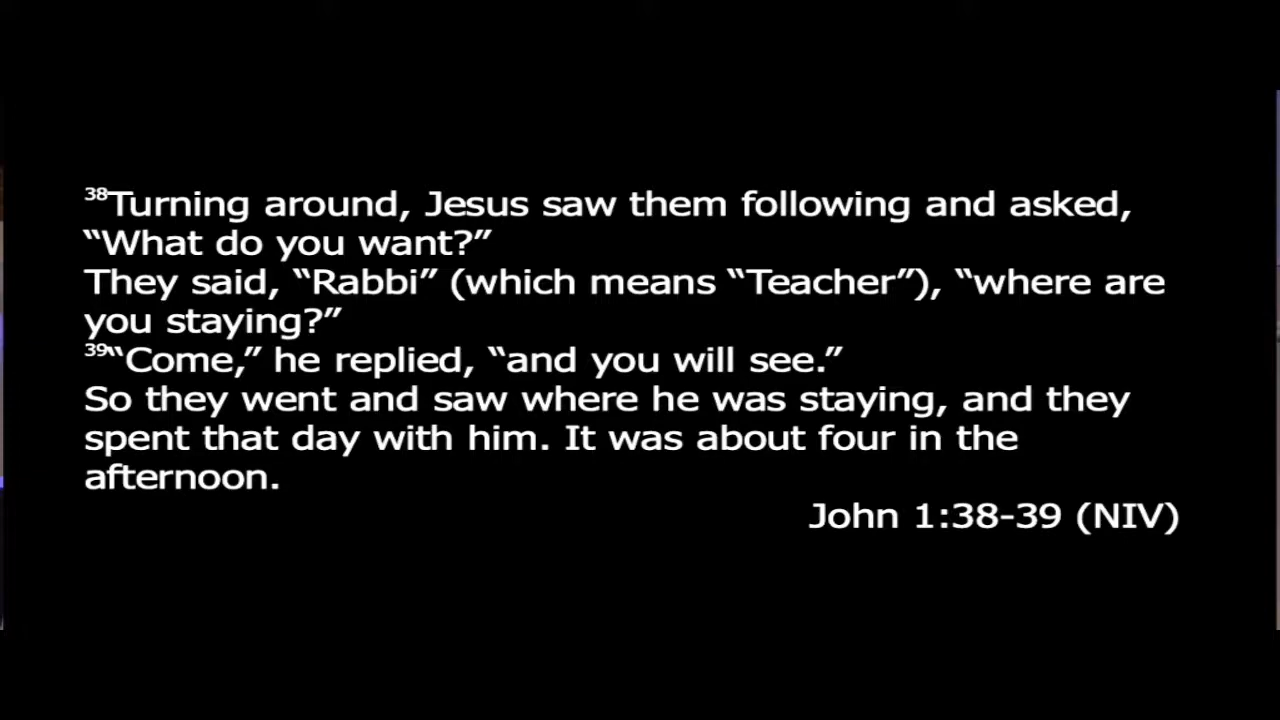 ³⁸Turning around, Jesus saw them following and asked,
“What do you want?”
They said, “Rabbi” (which means “Teacher”), “where are
you staying?”
³⁹“Come,” he replied, “and you will see.”
So they went and saw where he was staying, and they
spent that day with him. It was about four in the
afternoon.
John 1:38-39 (NIV)